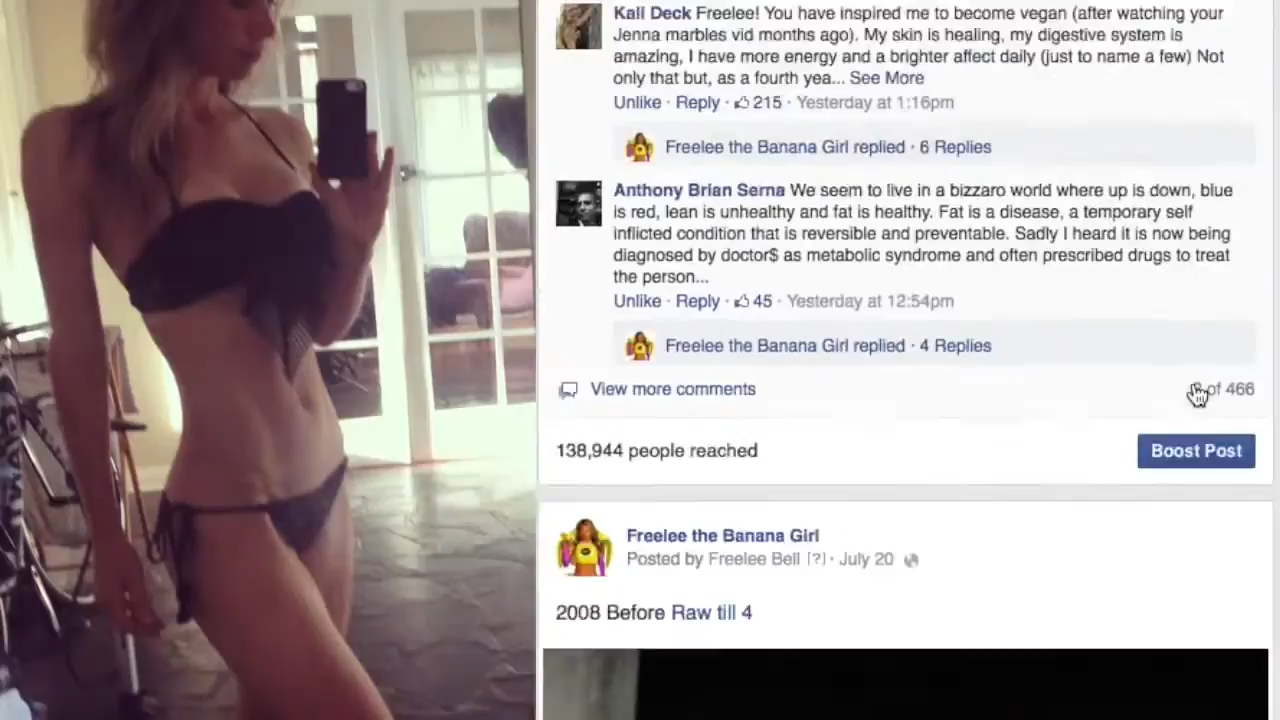 Kali Deck Freelee! You have inspired me to become vegan (after watching your
Jenna marbles vid months ago). My skin is healing, my digestive system is
amazing, I have more energy and a brighter affect daily (just to name a few) Not
only that but, as a fourth yea... See More
Unlike · Reply · 215 · Yesterday at 1:16pm
Freelee the Banana Girl replied · 6 Replies
Anthony Brian Serna We seem to live in a bizzaro world where up is down, blue
is red, lean is unhealthy and fat is healthy. Fat is a disease, a temporary self
inflicted condition that is reversible and preventable. Sadly I heard it is now being
diagnosed by doctor$ as metabolic syndrome and often prescribed drugs to treat
the person...
Unlike · Reply · 45 · Yesterday at 12:54pm
Freelee the Banana Girl replied · 4 Replies
View more comments
of 466
138,944 people reached
Boost Post
Freelee the Banana Girl
Posted by Freelee Bell [?] · July 20
2008 Before Raw till 4